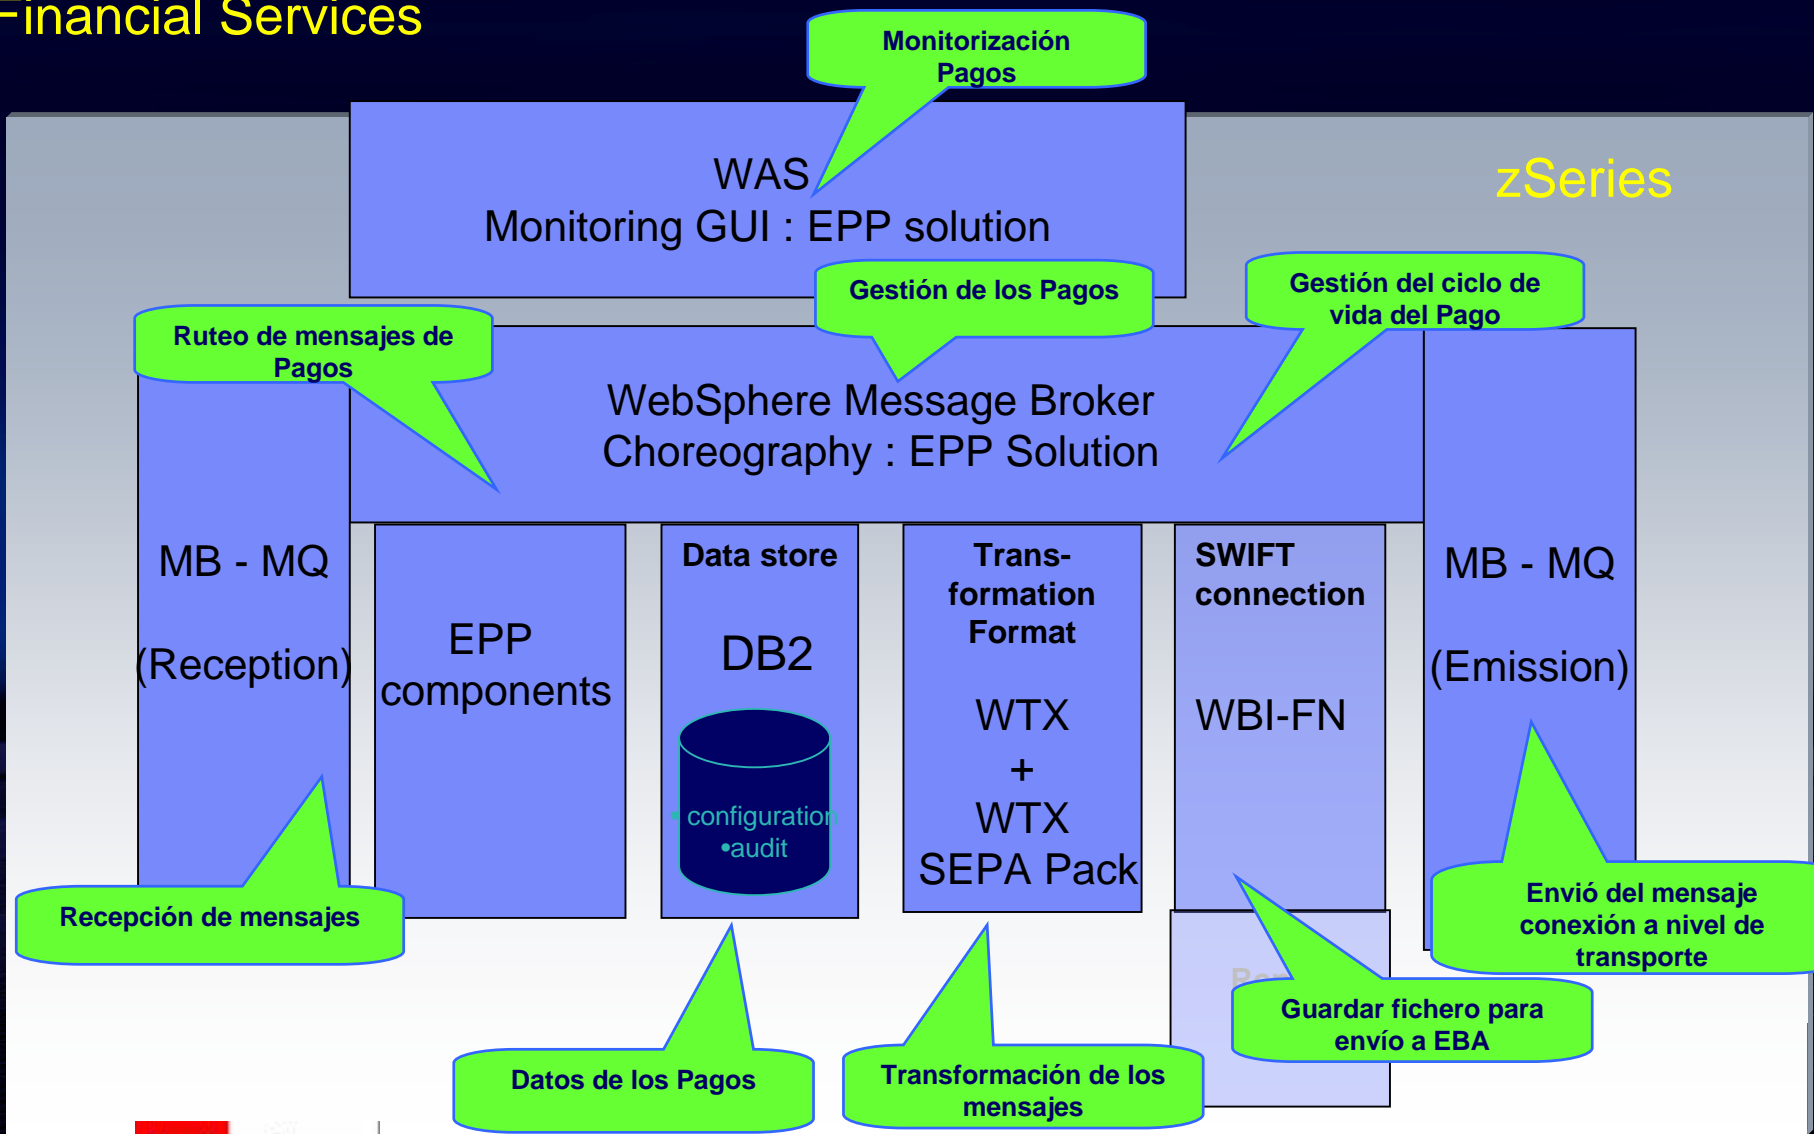 Financial Services
Monitorización
Pagos
WAS
Monitoring GUI : EPP solution
zSeries
Gestión de los Pagos
Gestión del ciclo de
vida del Pago
Ruteo de mensajes de
Pagos
WebSphere Message Broker
Choreography : EPP Solution
MB - MQ
(Reception)
EPP
components
Data store
DB2
• configuration
•audit
Trans-
formation
Format
WTX
+
WTX
SEPA Pack
SWIFT
connection
WBI-FN
MB - MQ
(Emission)
Recepción de mensajes
Envió del mensaje
conexión a nivel de
transporte
Guardar fichero para
envío a EBA
Datos de los Pagos
Transformación de los
mensajes